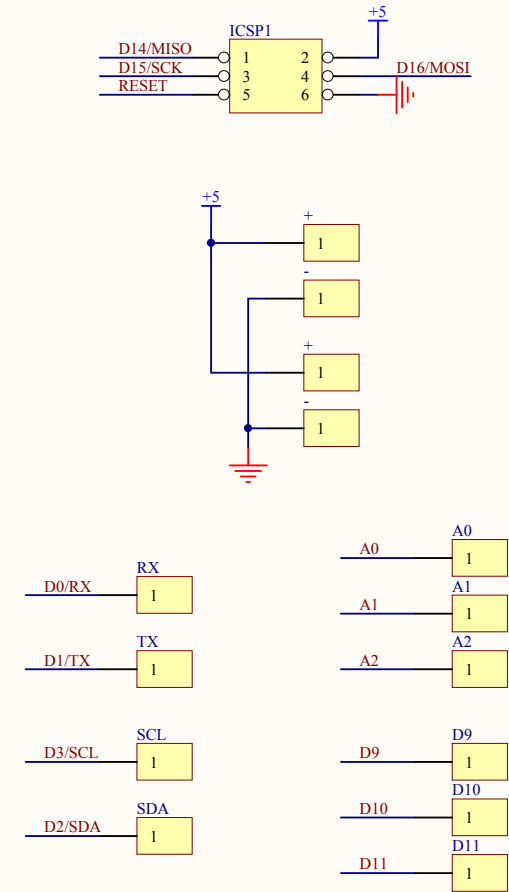 +5
ICSP1
D14/MISO 1 2
D15/SCK 3 4 D16/MOSI
RESET 5 6
+5
+
1
-
1
+
1
-
1
RX
D0/RX 1
TX
D1/TX 1
SCL
D3/SCL 1
SDA
D2/SDA 1
A0
A0 1
A1
A1 1
A2
A2 1
D9
D9 1
D10
D10 1
D11
D11 1